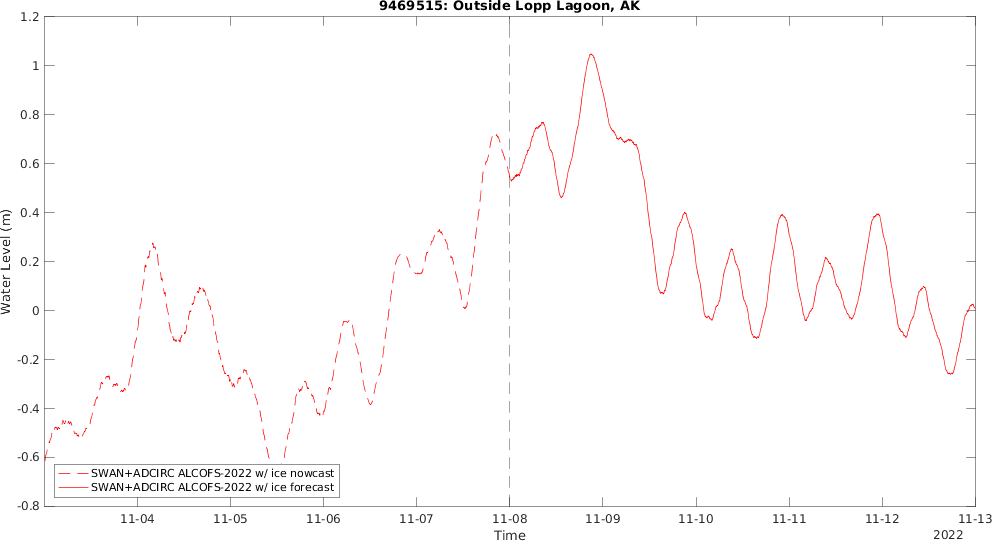 9469515: Outside Lopp Lagoon, AK
1.2
1
0.8
0.6
0.4
0.2
0
-0.2
-0.4
-0.6
-0.8
Water Level (m)
SWAN+ADCIRC ALCOFS-2022 w/ ice nowcast
SWAN+ADCIRC ALCOFS-2022 w/ ice forecast
11-04 11-05 11-06 11-07 11-08 11-09 11-10 11-11 11-12 11-13
Time
2022